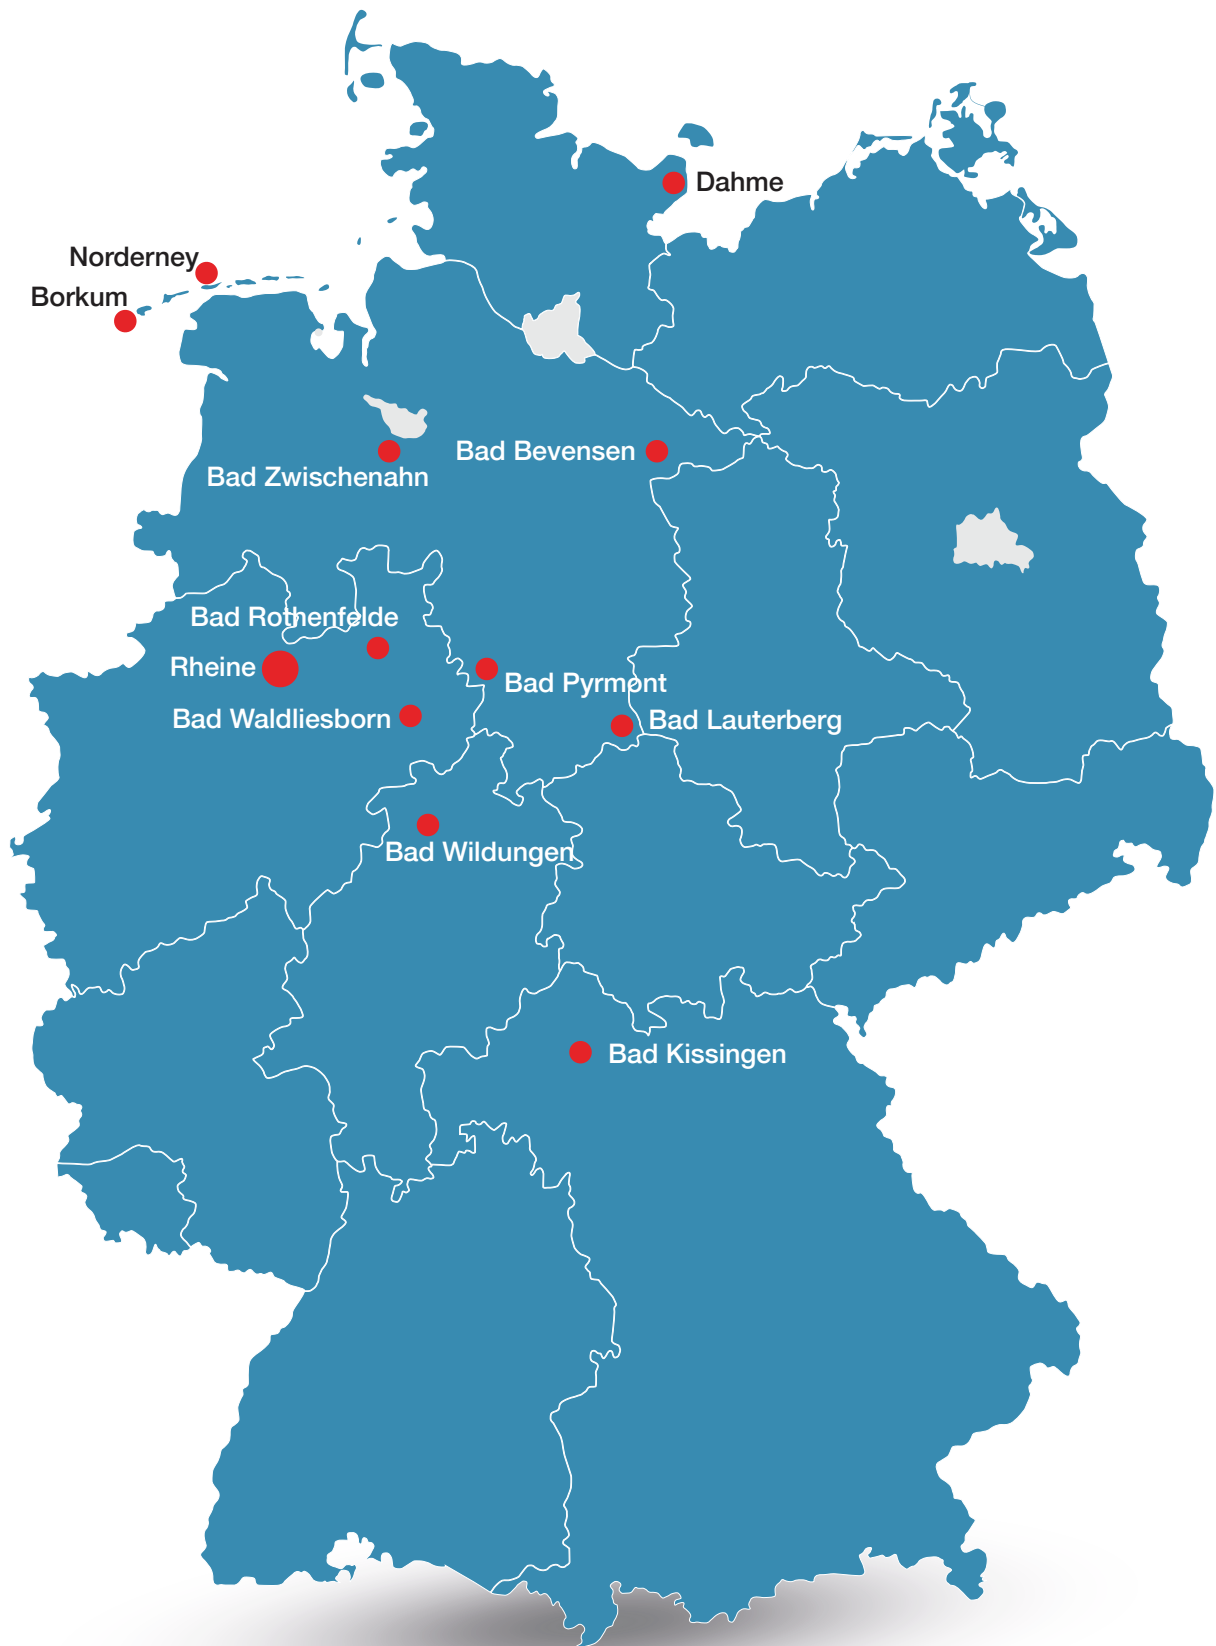 Dahme
Norderney
Borkum
Bad Bevensen
Bad Zwischenahn
Bad Rothenfelde
Rheine
Bad Pyrmont
Bad Waldliesborn
Bad Lauterberg
Bad Wildungen
Bad Kissingen